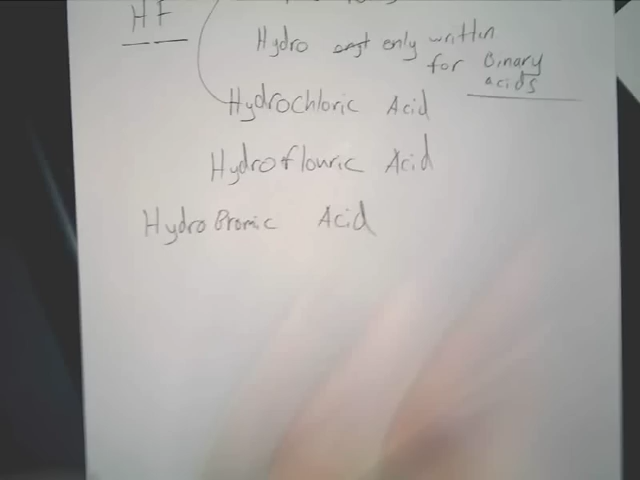 HF
Hydro only written
for Binary
acids
Hydrochloric Acid
Hydroflouric Acid
HydroBromic Acid